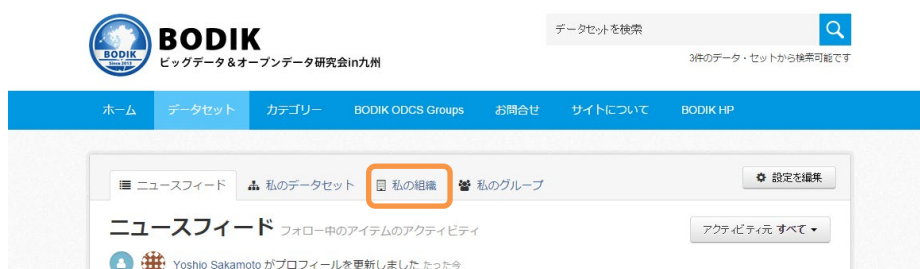 BODIK
Since 2013
BODIK
ビッグデータ＆オープンデータ研究会in九州
データセットを検索
3件のデータ・セットから検索可能です
ホーム データセット カテゴリー BODIK ODCS Groups お問合せ サイトについて BODIK HP
ニュースフィード 私のデータセット 私の組織 私のグループ 設定を編集
ニュースフィード フォロー中のアイテムのアクティビティ アクティビティ元 すべて
Yoshio Sakamoto がプロフィールを更新しました たった今